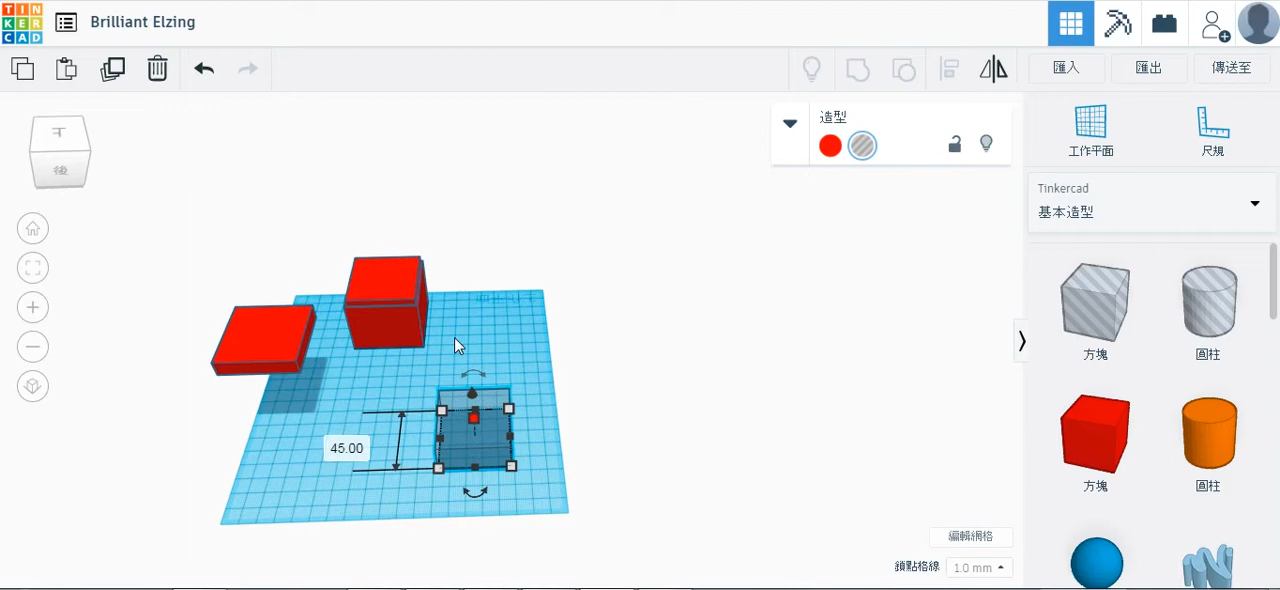 TIN
KER
CAD
Brilliant Elzing
匯入
匯出
傳送至
造型
工作平面
尺規
Tinkercad
基本造型
方塊
圓柱
方塊
圓柱
下
後
45.00
編輯網格
鎖點格線
1.0 mm